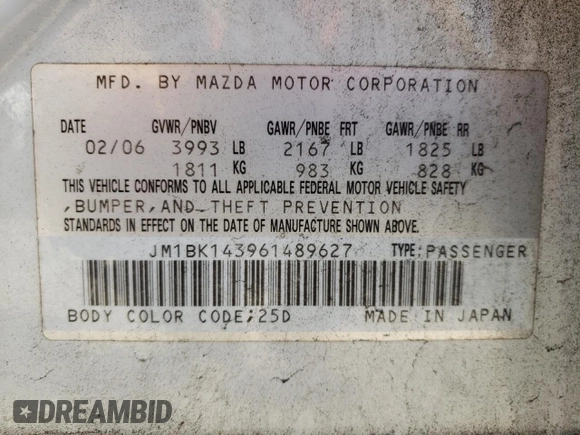 MFD. BY MAZDA MOTOR CORPORATION
DATE GVWR/PNBV GAWR/PNBE FRT GAWR/PNBE RR
02/06 3993 LB 2167 LB 1825 LB
1811 KG 983 KG 828 KG
THIS VEHICLE CONFORMS TO ALL APPLICABLE FEDERAL MOTOR VEHICLE SAFETY
,BUMPER,AND THEFT PREVENTION
STANDARDS IN EFFECT ON THE DATE OF MANUFACTURE SHOWN ABOVE.
JM1BK143961489627 TYPE:PASSENGER
BODY COLOR CODE;25D MADE IN JAPAN
DREAMBID